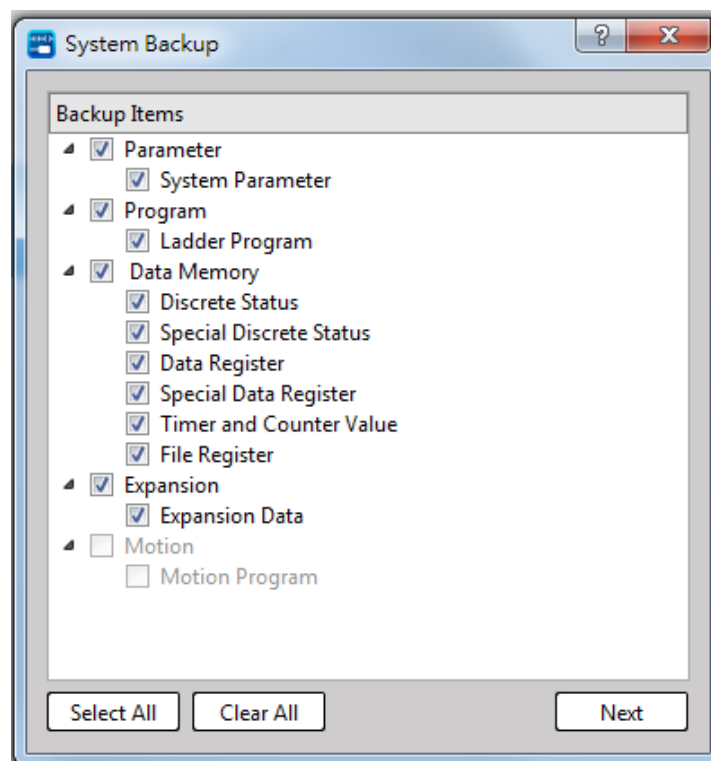 System Backup
Backup Items
Parameter
System Parameter
Program
Ladder Program
Data Memory
Discrete Status
Special Discrete Status
Data Register
Special Data Register
Timer and Counter Value
File Register
Expansion
Expansion Data
Motion
Motion Program
Select All Clear All Next